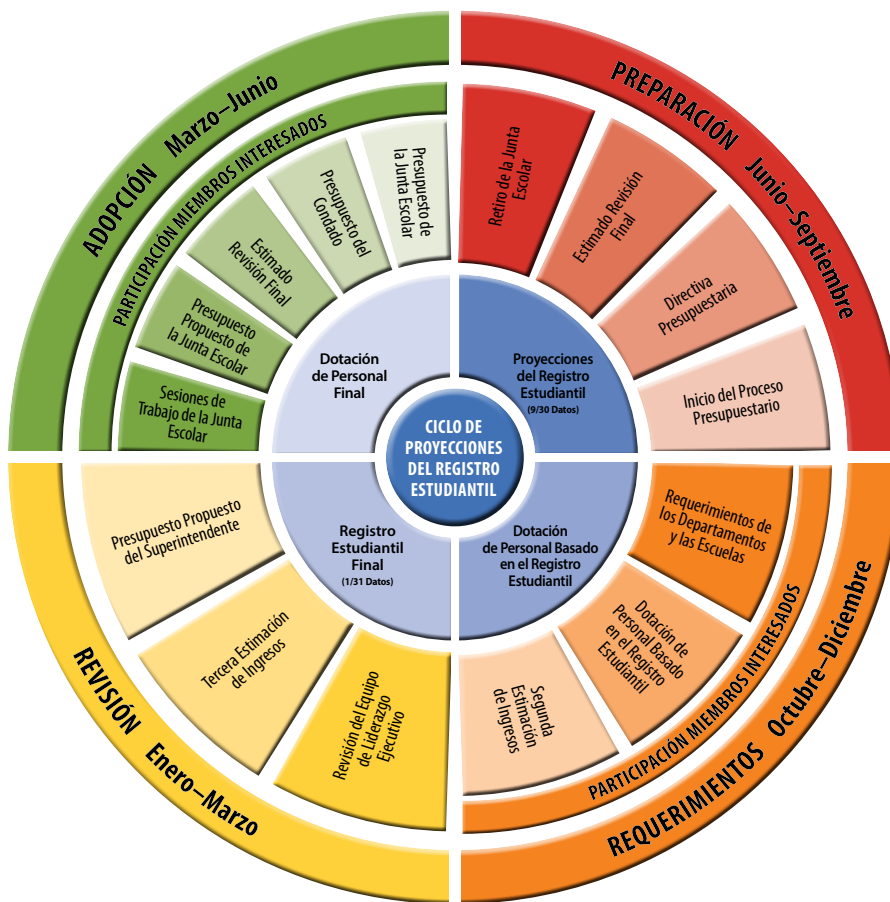 PREPARACIÓN Junio–Septiembre
Retiro de la Junta
Escolar
Estimado Revisión
Final
Directiva
Presupuestaria
Inicio del Proceso
Presupuestario
Proyecciones
del Registro
Estudiantil
(9/30 Datos)
REQUERIMIENTOS Octubre–Diciembre
PARTICIPACIÓN MIEMBROS INTERESADOS
Requerimientos de
los Departamentos
y las Escuelas
Dotación de
Personal Basado
en el Registro
Estudiantil
Segunda
Estimación
de Ingresos
Dotación
de Personal Basado
en el Registro
Estudiantil
REVISIÓN Enero–Marzo
Revisión del Equipo
de Liderazgo
Ejecutivo
Tercera Estimación
de Ingresos
Presupuesto Propuesto
del Superintendente
Registro
Estudiantil
Final
(1/31 Datos)
ADOPCIÓN Marzo–Junio
PARTICIPACIÓN MIEMBROS INTERESADOS
Sesiones de
Trabajo de la Junta
Escolar
Presupuesto
Propuesto de
la Junta Escolar
Estimado
Revisión Final
Presupuesto del
Condado
Presupuesto de
la Junta Escolar
Dotación
de Personal
Final
CICLO DE
PROYECCIONES
DEL REGISTRO
ESTUDIANTIL